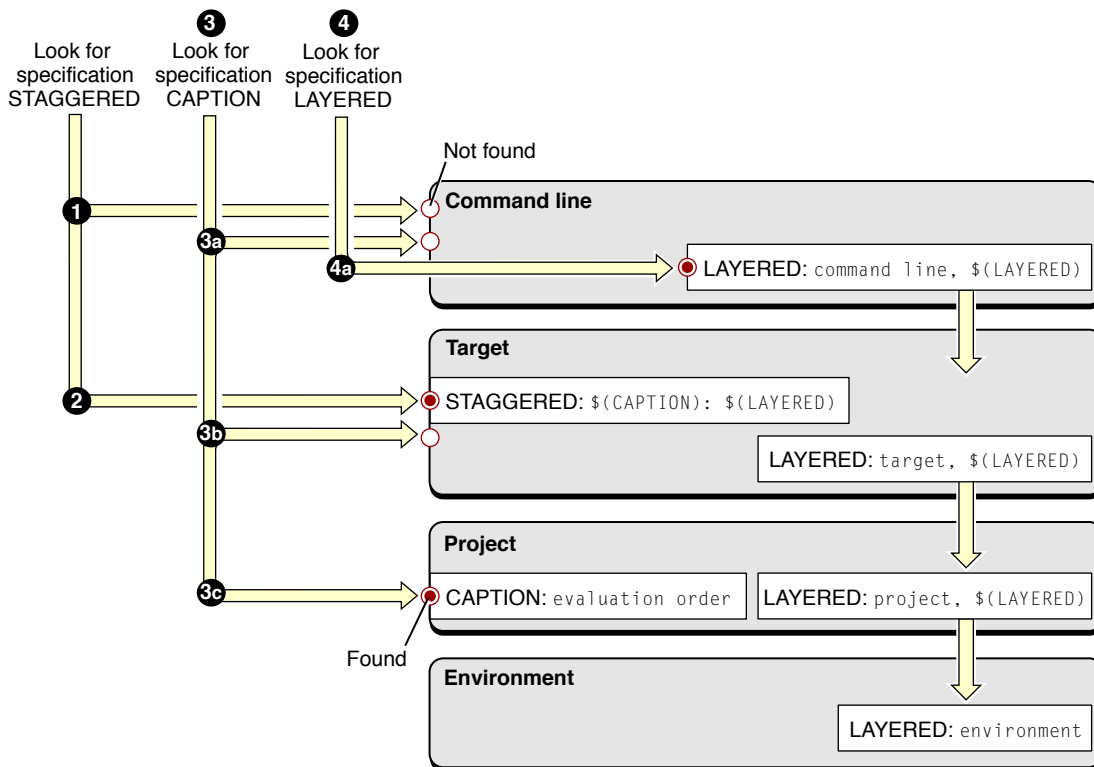 3
4
Look for
specification
STAGGERED
Look for
specification
CAPTION
Look for
specification
LAYERED
Not found
1
Command line
3a
4a
LAYERED: command line, $(LAYERED)
Target
2
STAGGERED: $(CAPTION): $(LAYERED)
3b
LAYERED: target, $(LAYERED)
Project
3c
CAPTION: evaluation order
LAYERED: project, $(LAYERED)
Found
Environment
LAYERED: environment